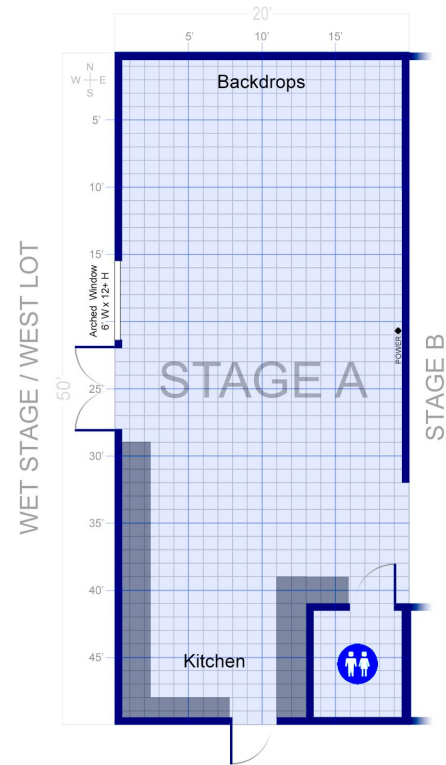 20'
5'
10'
15'
N
W
E
S
Backdrops
5'
10'
15'
Arched Window
6' W x 12+ H
POWER
STAGE A
25'
50'
30'
35'
40'
45'
Kitchen
WET STAGE / WEST LOT
STAGE B